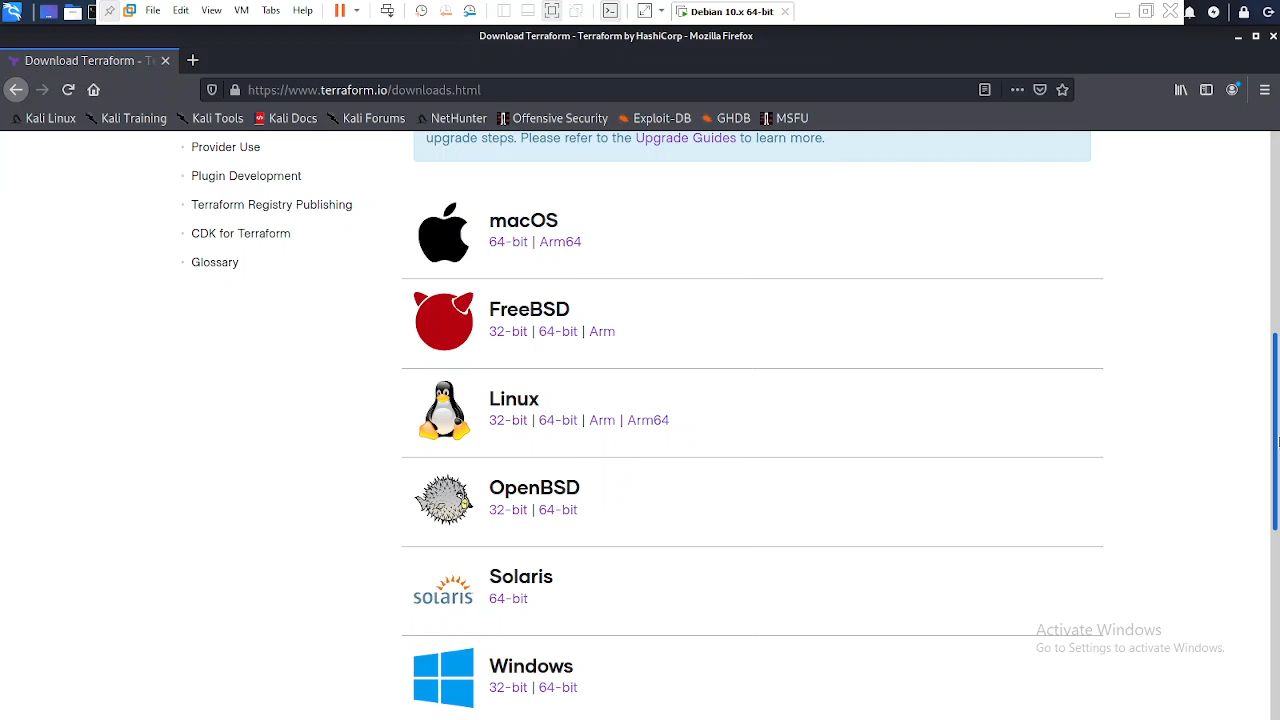 File Edit View VM Tabs Help
Debian 10.x 64-bit
Download Terraform - Terraform by HashiCorp - Mozilla Firefox
Download Terraform - Te
https://www.terraform.io/downloads.html
Kali Linux Kali Training Kali Tools Kali Docs Kali Forums NetHunter Offensive Security Exploit-DB GHDB MSFU
upgrade steps. Please refer to the Upgrade Guides to learn more.
Provider Use
Plugin Development
Terraform Registry Publishing
CDK for Terraform
Glossary
macOS
64-bit | Arm64
FreeBSD
32-bit | 64-bit | Arm
Linux
32-bit | 64-bit | Arm | Arm64
OpenBSD
32-bit | 64-bit
solaris
Solaris
64-bit
Windows
32-bit | 64-bit
Activate Windows
Go to Settings to activate Windows.